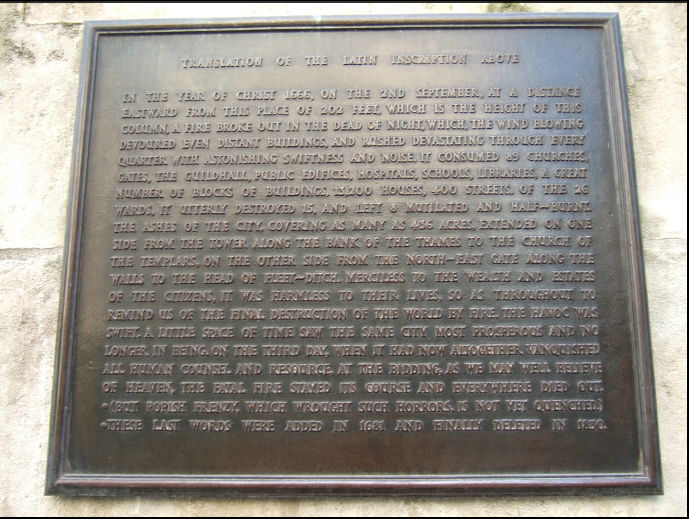 TRANSLATION OF THE LATIN INSCRIPTION ABOVE
IN THE YEAR OF CHRIST 1666, ON THE 2ND SEPTEMBER, AT A DISTANCE
EASTWARD FROM THIS PLACE OF 202 FEET, WHICH IS THE HEIGHT OF THIS
COLUMN, A FIRE BROKE OUT IN THE DEAD OF NIGHT, WHICH, THE WIND BLOWING
DEVOURED EVEN DISTANT BUILDINGS, AND RUSHED DEVASTATING THROUGH EVERY
QUARTER WITH ASTONISHING SWIFTNESS AND NOISE. IT CONSUMED 89 CHURCHES,
GATES, THE GUILDHALL, PUBLIC EDIFICES, HOSPITALS, SCHOOLS, LIBRARIES, A GREAT
NUMBER OF BLOCKS OF BUILDINGS, 13,200 HOUSES, 400 STREETS. OF THE 26
WARDS, IT UTTERLY DESTROYED 15, AND LEFT 8 MUTILATED AND HALF-BURNT.
THE ASHES OF THE CITY, COVERING AS MANY AS 436 ACRES, EXTENDED ON ONE
SIDE FROM THE TOWER ALONG THE BANK OF THE THAMES TO THE CHURCH OF
THE TEMPLARS, ON THE OTHER SIDE FROM THE NORTH-EAST GATE ALONG THE
WALLS TO THE HEAD OF FLEET-DITCH. MERCILESS TO THE WEALTH AND ESTATES
OF THE CITIZENS, IT WAS HARMLESS TO THEIR LIVES, SO AS THROUGHOUT TO
REMIND US OF THE FINAL DESTRUCTION OF THE WORLD BY FIRE. THE HAVOC WAS
SWIFT. A LITTLE SPACE OF TIME SAW THE SAME CITY MOST PROSPEROUS AND NO
LONGER IN BEING. ON THE THIRD DAY, WHEN IT HAD NOW ALTOGETHER VANQUISHED
ALL HUMAN COUNSEL AND RESOURCE, AT THE BIDDING, AS WE MAY WELL BELIEVE
OF HEAVEN, THE FATAL FIRE STAYED ITS COURSE AND EVERYWHERE DIED OUT.
*(BUT POPISH FRENZY, WHICH WROUGHT SUCH HORRORS, IS NOT YET QUENCHED)
*THESE LAST WORDS WERE ADDED IN 1681 AND FINALLY DELETED IN 1830.